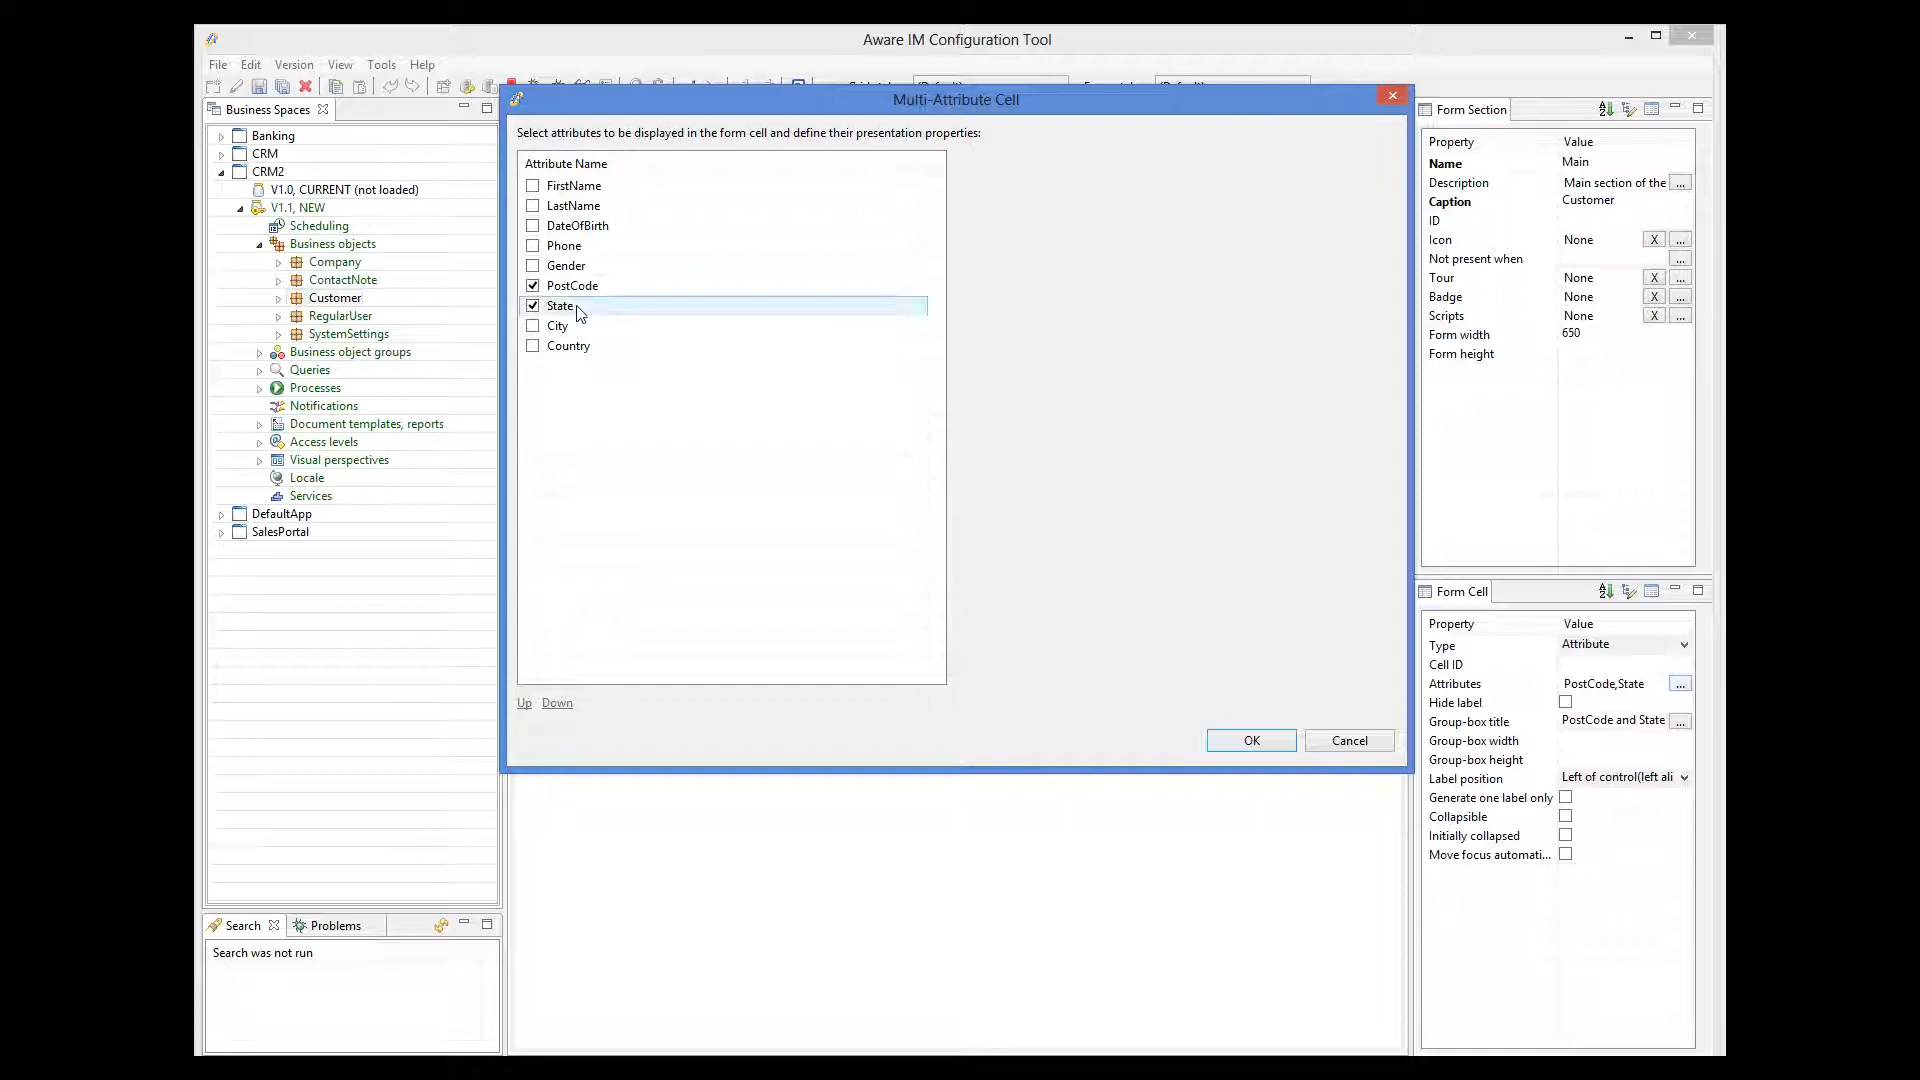 Aware IM Configuration Tool
File Edit Version View Tools Help
Business Spaces
Banking
CRM
CRM2
V1.0, CURRENT (not loaded)
V1.1, NEW
Scheduling
Business objects
Company
ContactNote
Customer
RegularUser
SystemSettings
Business object groups
Queries
Processes
Notifications
Document templates, reports
Access levels
Visual perspectives
Locale
Services
DefaultApp
SalesPortal
Search Problems
Search was not run
Multi-Attribute Cell
Select attributes to be displayed in the form cell and define their presentation properties:
Attribute Name
FirstName
LastName
DateOfBirth
Phone
Gender
PostCode
State
City
Country
Up Down
OK Cancel
Form Section
Property Value
Name Main
Description Main section of the ...
Caption Customer
ID
Icon None X ...
Not present when ...
Tour None X ...
Badge None X ...
Scripts None X ...
Form width 650
Form height
Form Cell
Property Value
Type Attribute
Cell ID
Attributes PostCode,State ...
Hide label
Group-box title PostCode and State ...
Group-box width
Group-box height
Label position Left of control(left ali
Generate one label only
Collapsible
Initially collapsed
Move focus automati...